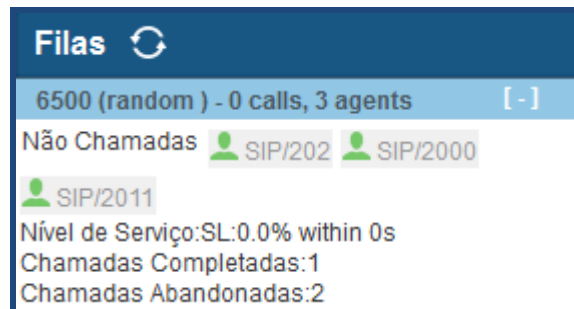 Filas
6500 (random ) - 0 calls, 3 agents [ - ]
Não Chamadas SIP/202 SIP/2000
SIP/2011
Nível de Serviço:SL:0.0% within 0s
Chamadas Completadas:1
Chamadas Abandonadas:2